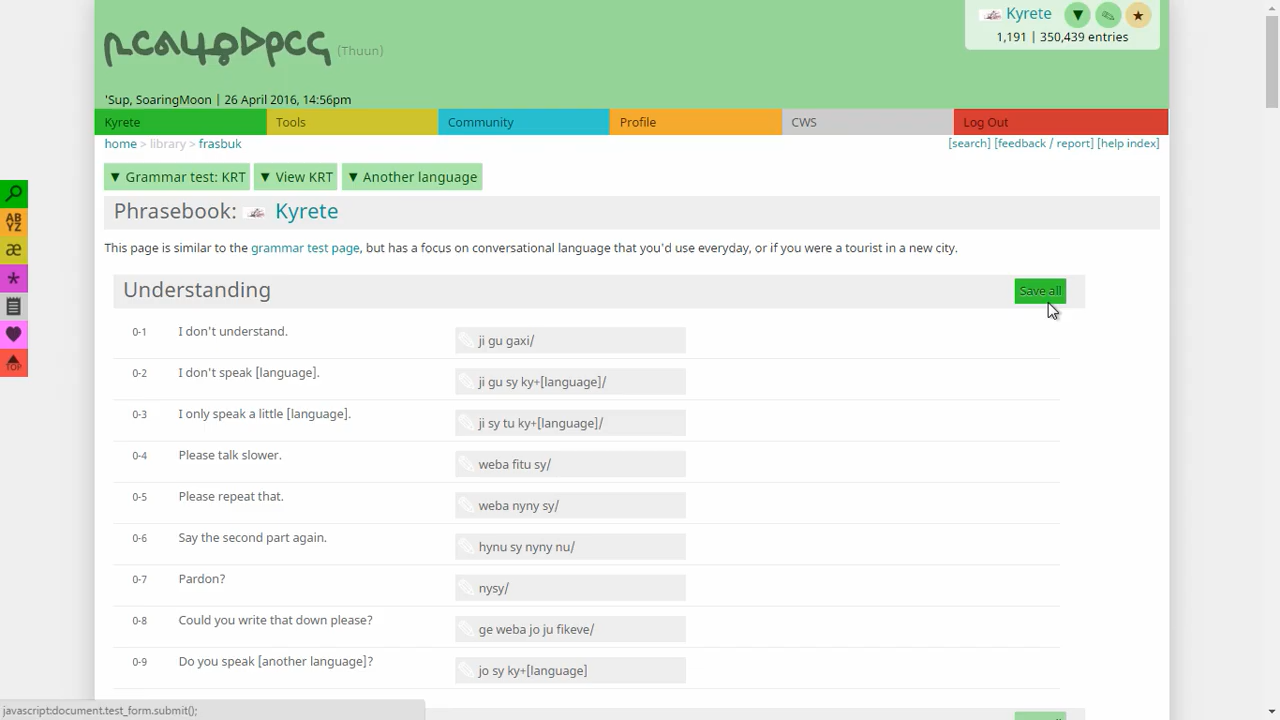 (Thuun)
Kyrete
1,191 | 350,439 entries
'Sup, SoaringMoon | 26 April 2016, 14:56pm
Kyrete Tools Community Profile CWS Log Out
home > library > frasbuk [search] [feedback / report] [help index]
▼ Grammar test: KRT ▼ View KRT ▼ Another language
Phrasebook: Kyrete
This page is similar to the grammar test page, but has a focus on conversational language that you'd use everyday, or if you were a tourist in a new city.
Understanding Save all
0-1 I don't understand. ji gu gaxi/
0-2 I don't speak [language]. ji gu sy ky+[language]/
0-3 I only speak a little [language]. ji sy tu ky+[language]/
0-4 Please talk slower. weba fitu sy/
0-5 Please repeat that. weba nyny sy/
0-6 Say the second part again. hynu sy nyny nu/
0-7 Pardon? nysy/
0-8 Could you write that down please? ge weba jo ju fikeve/
0-9 Do you speak [another language]? jo sy ky+[language]
AB
YZ
æ
*
TOP
javascript:document.test_form.submit();